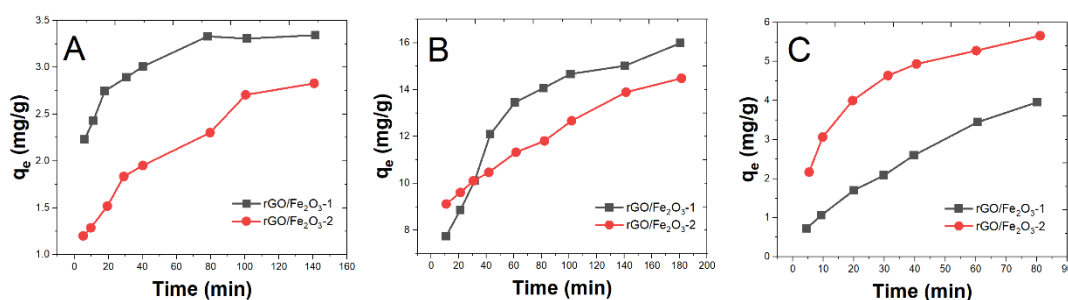 A
qe (mg/g)
3.5
3.0
2.5
2.0
1.5
1.0
rGO/Fe2O3-1
rGO/Fe2O3-2
0 20 40 60 80 100 120 140 160
Time (min)
B
qe (mg/g)
16
14
12
10
8
rGO/Fe2O3-1
rGO/Fe2O3-2
0 20 40 60 80 100 120 140 160 180 200
Time (min)
C
qe (mg/g)
6
5
4
3
2
1
0
rGO/Fe2O3-1
rGO/Fe2O3-2
0 10 20 30 40 50 60 70 80 90
Time (min)